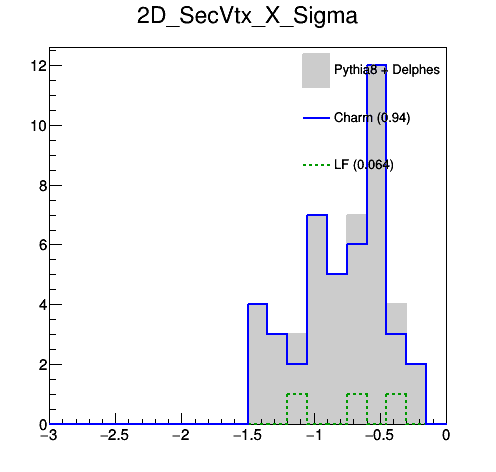 2D_SecVtx_X_Sigma
Pythia8 + Delphes
Charm (0.94)
LF (0.064)
12
10
8
6
4
2
0
−3 −2.5 −2 −1.5 −1 −0.5 0